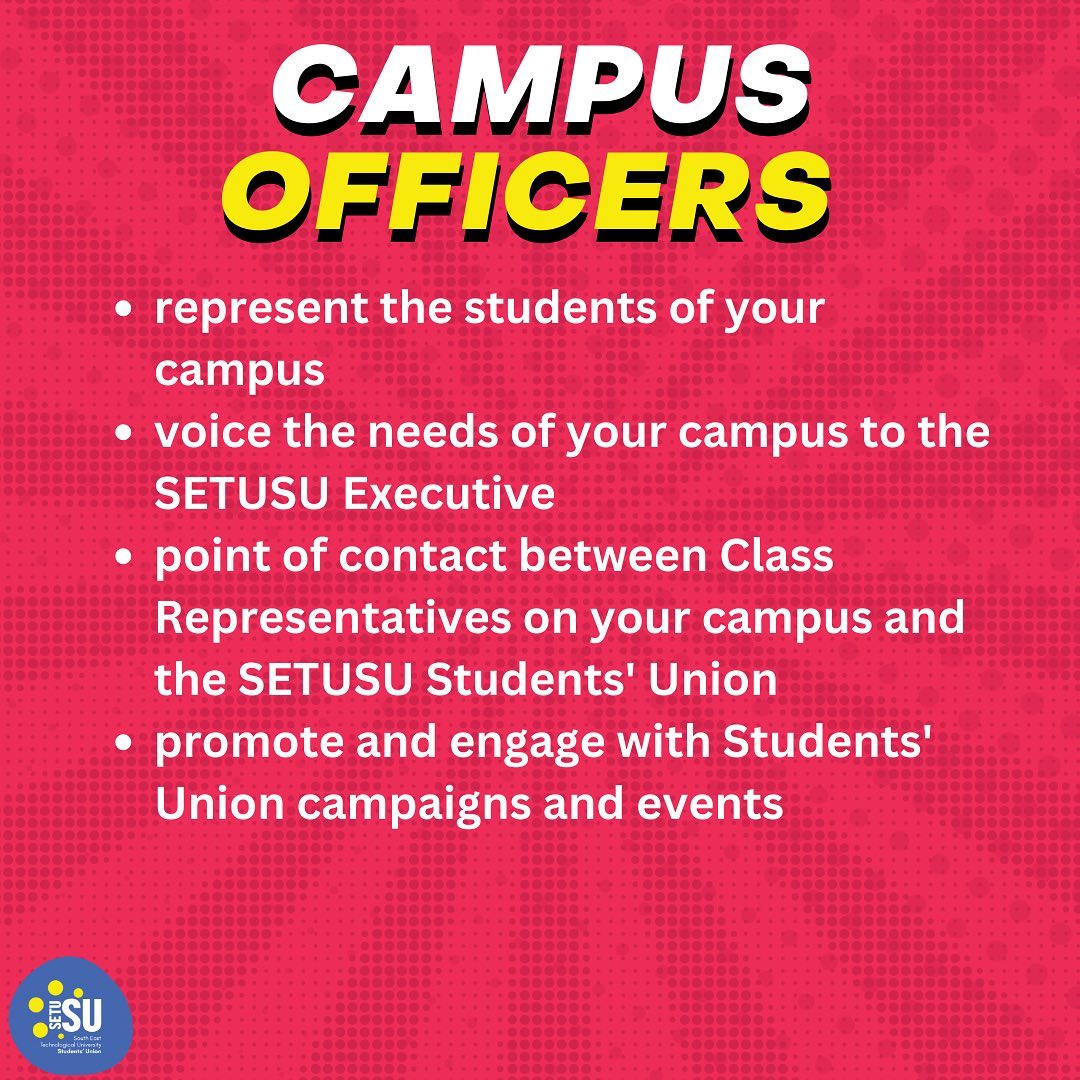 CAMPUS
OFFICERS
• represent the students of your
campus
• voice the needs of your campus to the
SETUSU Executive
• point of contact between Class
Representatives on your campus and
the SETUSU Students' Union
• promote and engage with Students'
Union campaigns and events
SETU
SU
South East
Technological University
Students' Union